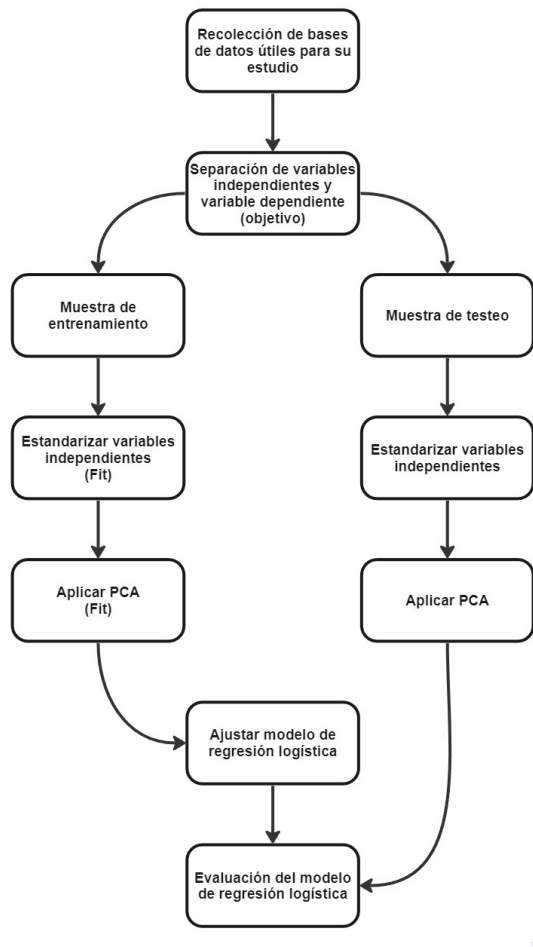 Recolección de bases
de datos útiles para su
estudio
Separación de variables
independientes y
variable dependiente
(objetivo)
Muestra de
entrenamiento
Muestra de testeo
Estandarizar variables
independientes
(Fit)
Estandarizar variables
independientes
Aplicar PCA
(Fit)
Aplicar PCA
Ajustar modelo de
regresión logística
Evaluación del modelo
de regresión logística